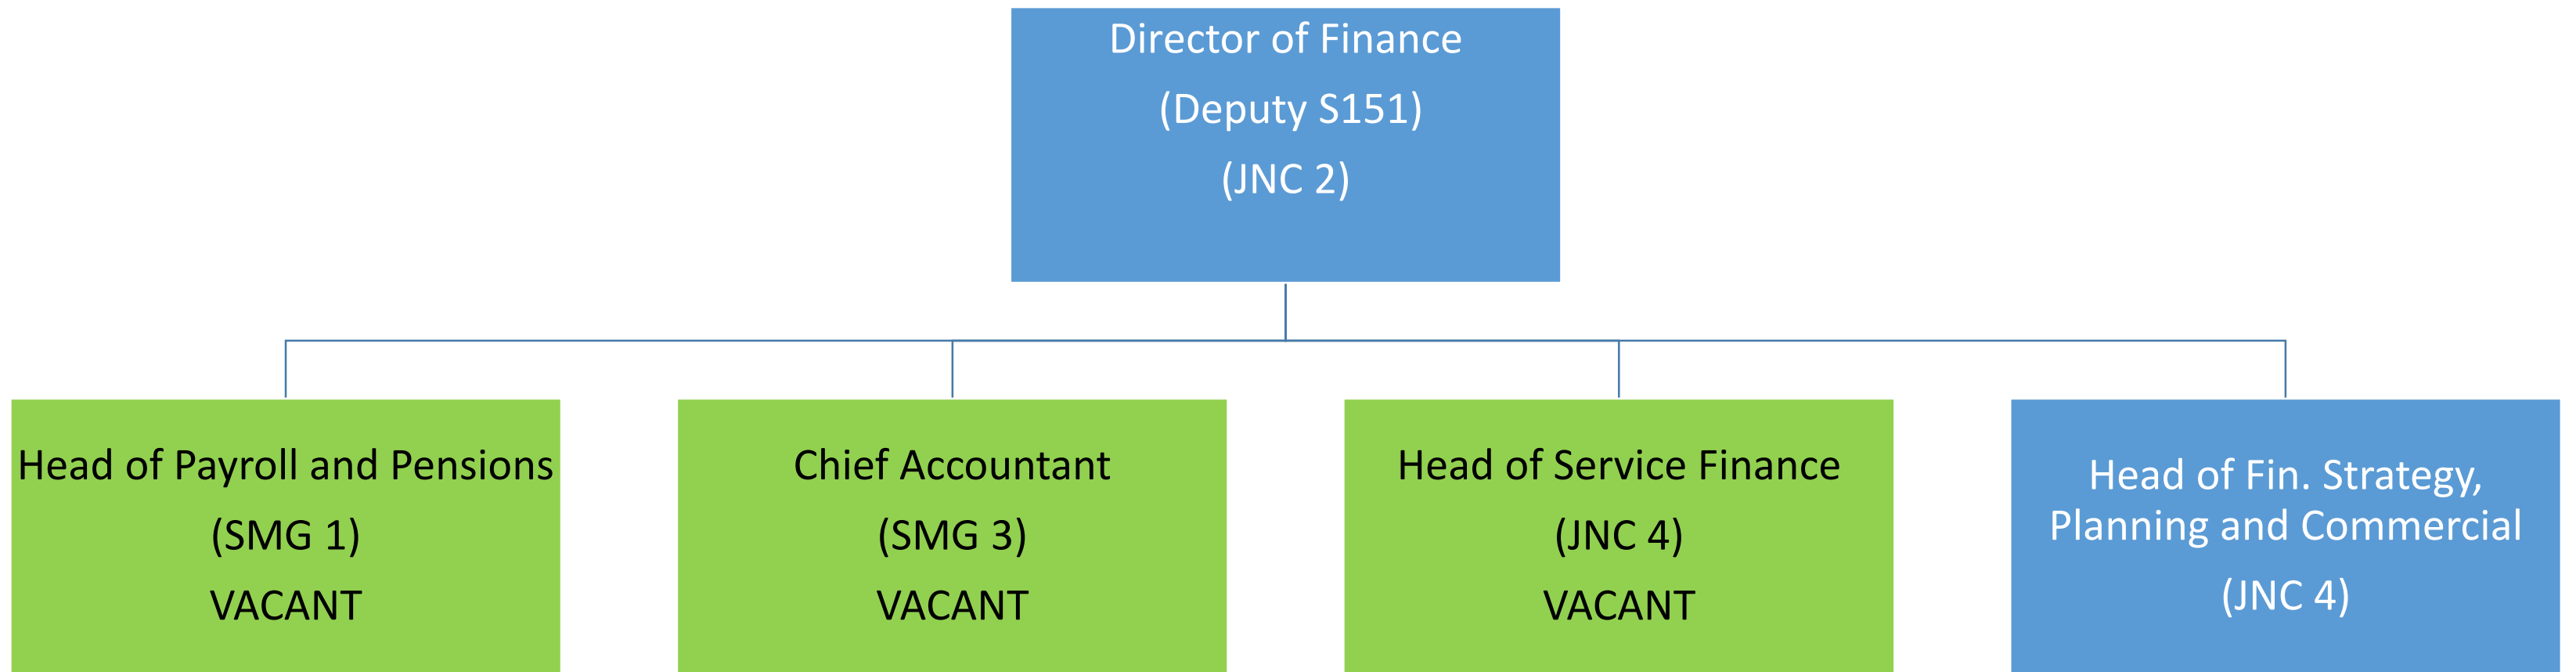 Director of Finance
(Deputy S151)
(JNC 2)
Head of Payroll and Pensions
(SMG 1)
VACANT
Chief Accountant
(SMG 3)
VACANT
Head of Service Finance
(JNC 4)
VACANT
Head of Fin. Strategy,
Planning and Commercial
(JNC 4)